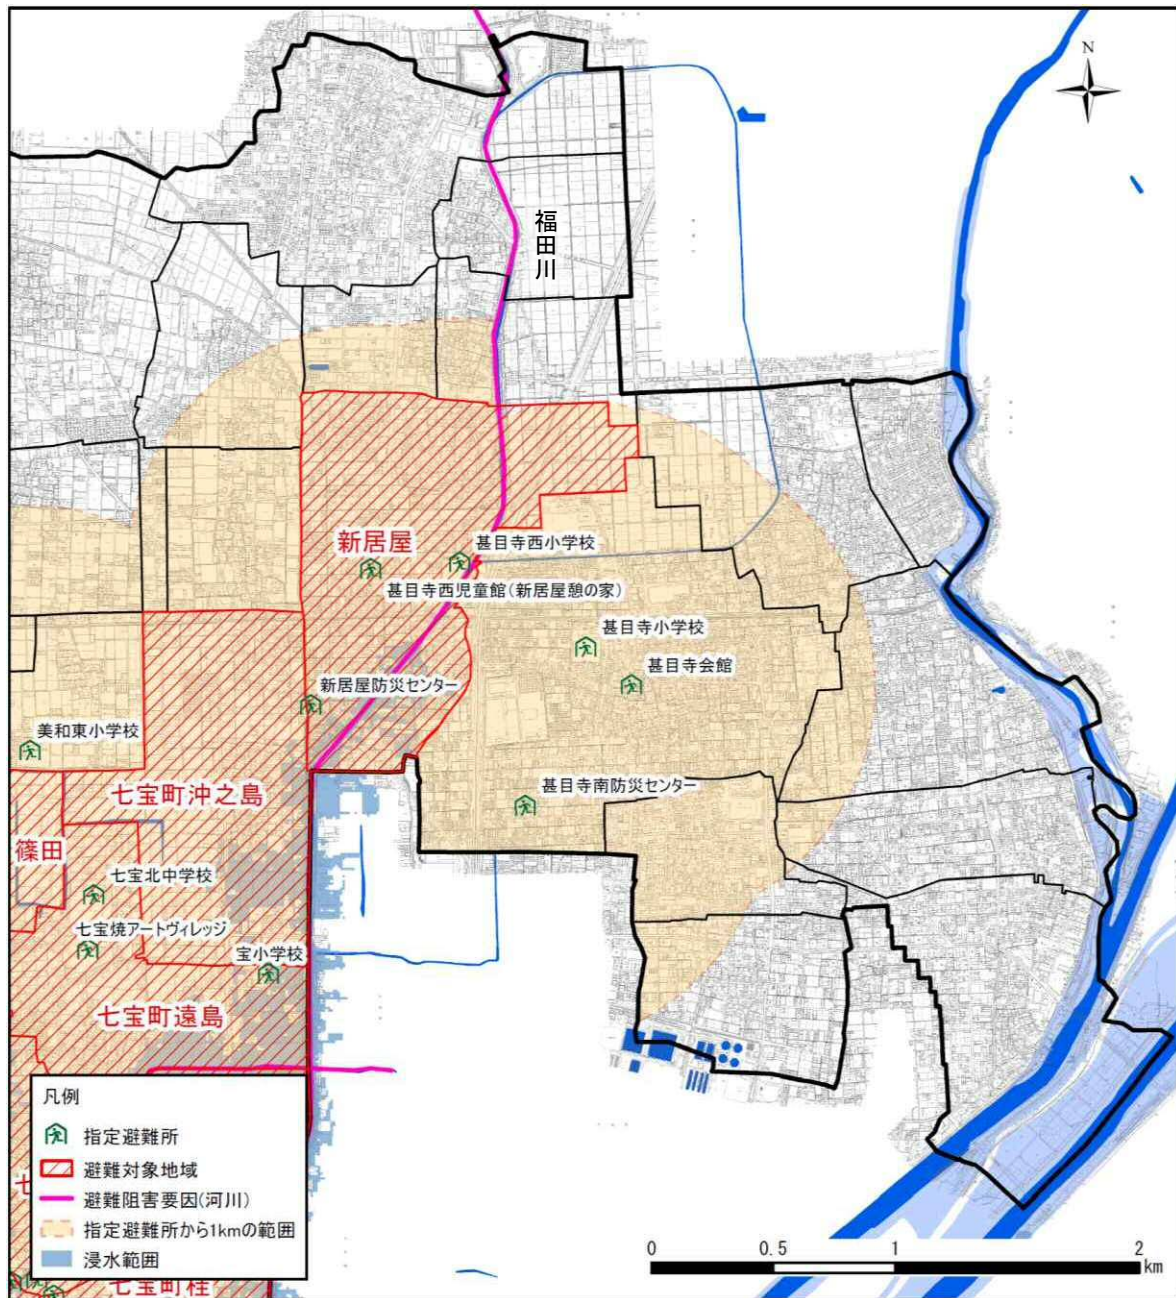 N
福田川
新居屋
甚目寺西小学校
甚目寺西児童館(新居屋憩の家)
甚目寺小学校
甚目寺会館
新居屋防災センター
美和東小学校
七宝町沖之島
甚目寺南防災センター
篠田
七宝北中学校
七宝焼アートヴィレッジ
宝小学校
七宝町遠島
凡例
指定避難所
避難対象地域
避難阻害要因(河川)
指定避難所から1kmの範囲
浸水範囲
七
七宝町桂
0 0.5 1 2
km